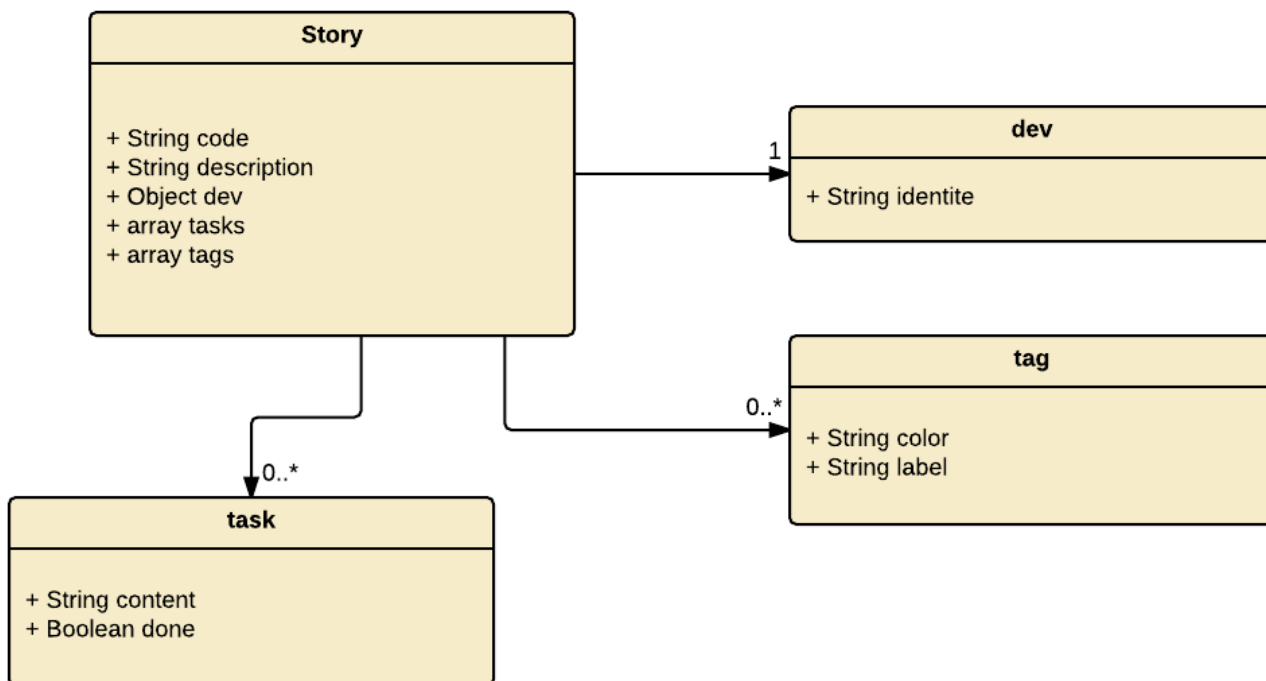 Story
+ String code
+ String description
+ Object dev
+ array tasks
+ array tags
1
dev
+ String identite
0..*
tag
+ String color
+ String label
0..*
task
+ String content
+ Boolean done